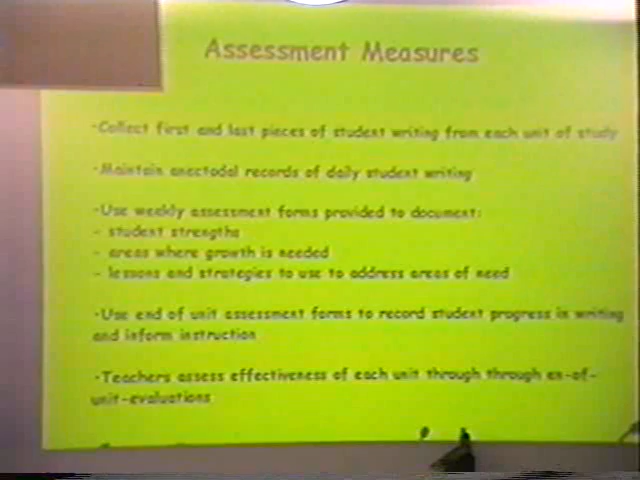 Assessment Measures
•Collect first and last pieces of student writing from each unit of study
•Maintain anectodal records of daily student writing
•Use weekly assessment forms provided to document:
- student strengths
- areas where growth is needed
- lessons and strategies to use to address areas of need
•Use end of unit assessment forms to record student progress in writing
and inform instruction
•Teachers assess effectiveness of each unit through through en-of-
unit-evaluations